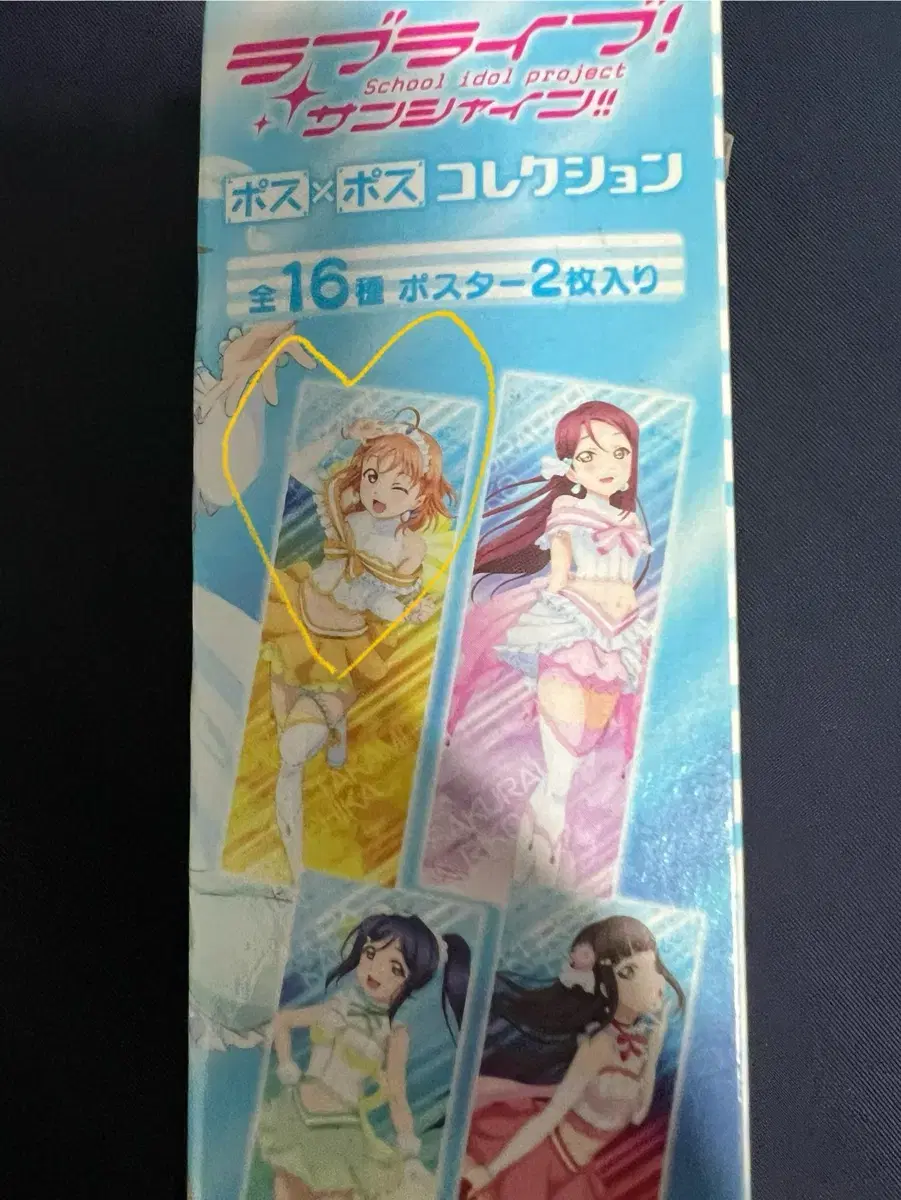 ラブライブ!
School idol project
サンシャイン!!
ポス×ポス コレクション
全16種 ポスター2枚入り